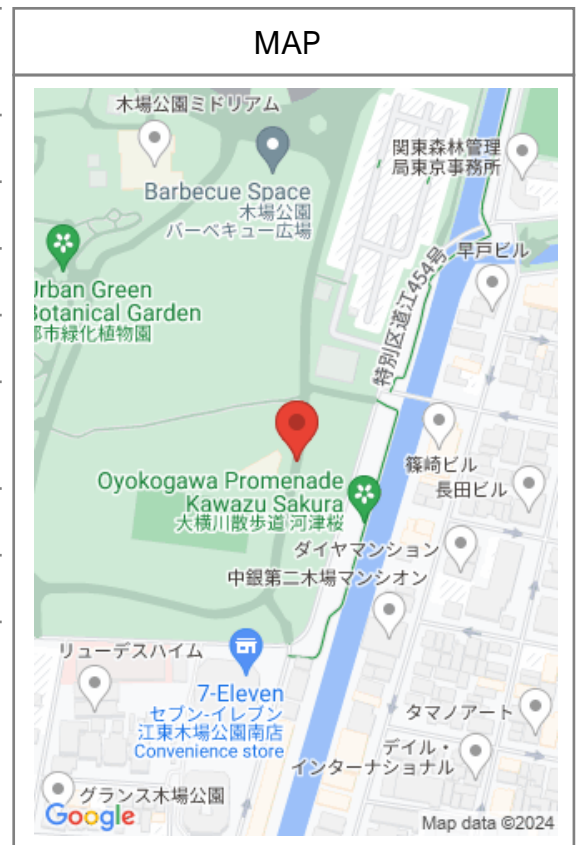 MAP
木場公園ミドリアム
関東森林管理
局東京事務所
Barbecue Space
木場公園
バーベキュー広場
特別区道江454号
早戸ビル
Urban Green
Botanical Garden
都市緑化植物園
篠崎ビル
長田ビル
Oyokogawa Promenade
Kawazu Sakura
大横川散歩道 河津桜
ダイヤマンション
中銀第二木場マンシオン
リューデスハイム
7-Eleven
セブン-イレブン
江東木場公園南店
Convenience store
タマノアート
デイル・
インターナショナル
グランス木場公園
Google
Map data ©2024